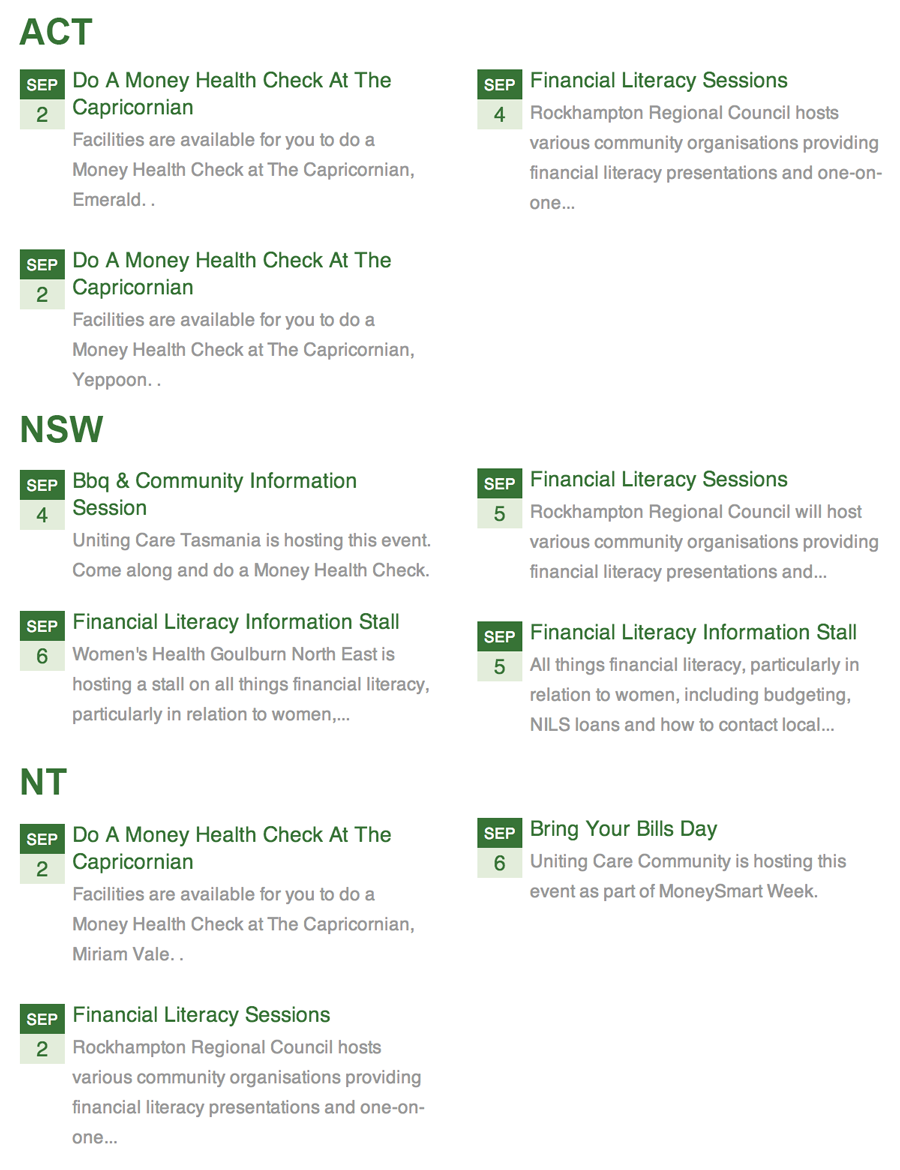 ACT
SEP
2
Do A Money Health Check At The
Capricornian
Facilities are available for you to do a
Money Health Check at The Capricornian,
Emerald. .
SEP
4
Financial Literacy Sessions
Rockhampton Regional Council hosts
various community organisations providing
financial literacy presentations and one-on-
one...
SEP
2
Do A Money Health Check At The
Capricornian
Facilities are available for you to do a
Money Health Check at The Capricornian,
Yeppoon. .
NSW
SEP
4
Bbq & Community Information
Session
Uniting Care Tasmania is hosting this event.
Come along and do a Money Health Check.
SEP
5
Financial Literacy Sessions
Rockhampton Regional Council will host
various community organisations providing
financial literacy presentations and...
SEP
6
Financial Literacy Information Stall
Women's Health Goulburn North East is
hosting a stall on all things financial literacy,
particularly in relation to women,...
SEP
5
Financial Literacy Information Stall
All things financial literacy, particularly in
relation to women, including budgeting,
NILS loans and how to contact local...
NT
SEP
2
Do A Money Health Check At The
Capricornian
Facilities are available for you to do a
Money Health Check at The Capricornian,
Miriam Vale. .
SEP
6
Bring Your Bills Day
Uniting Care Community is hosting this
event as part of MoneySmart Week.
SEP
2
Financial Literacy Sessions
Rockhampton Regional Council hosts
various community organisations providing
financial literacy presentations and one-on-
one...